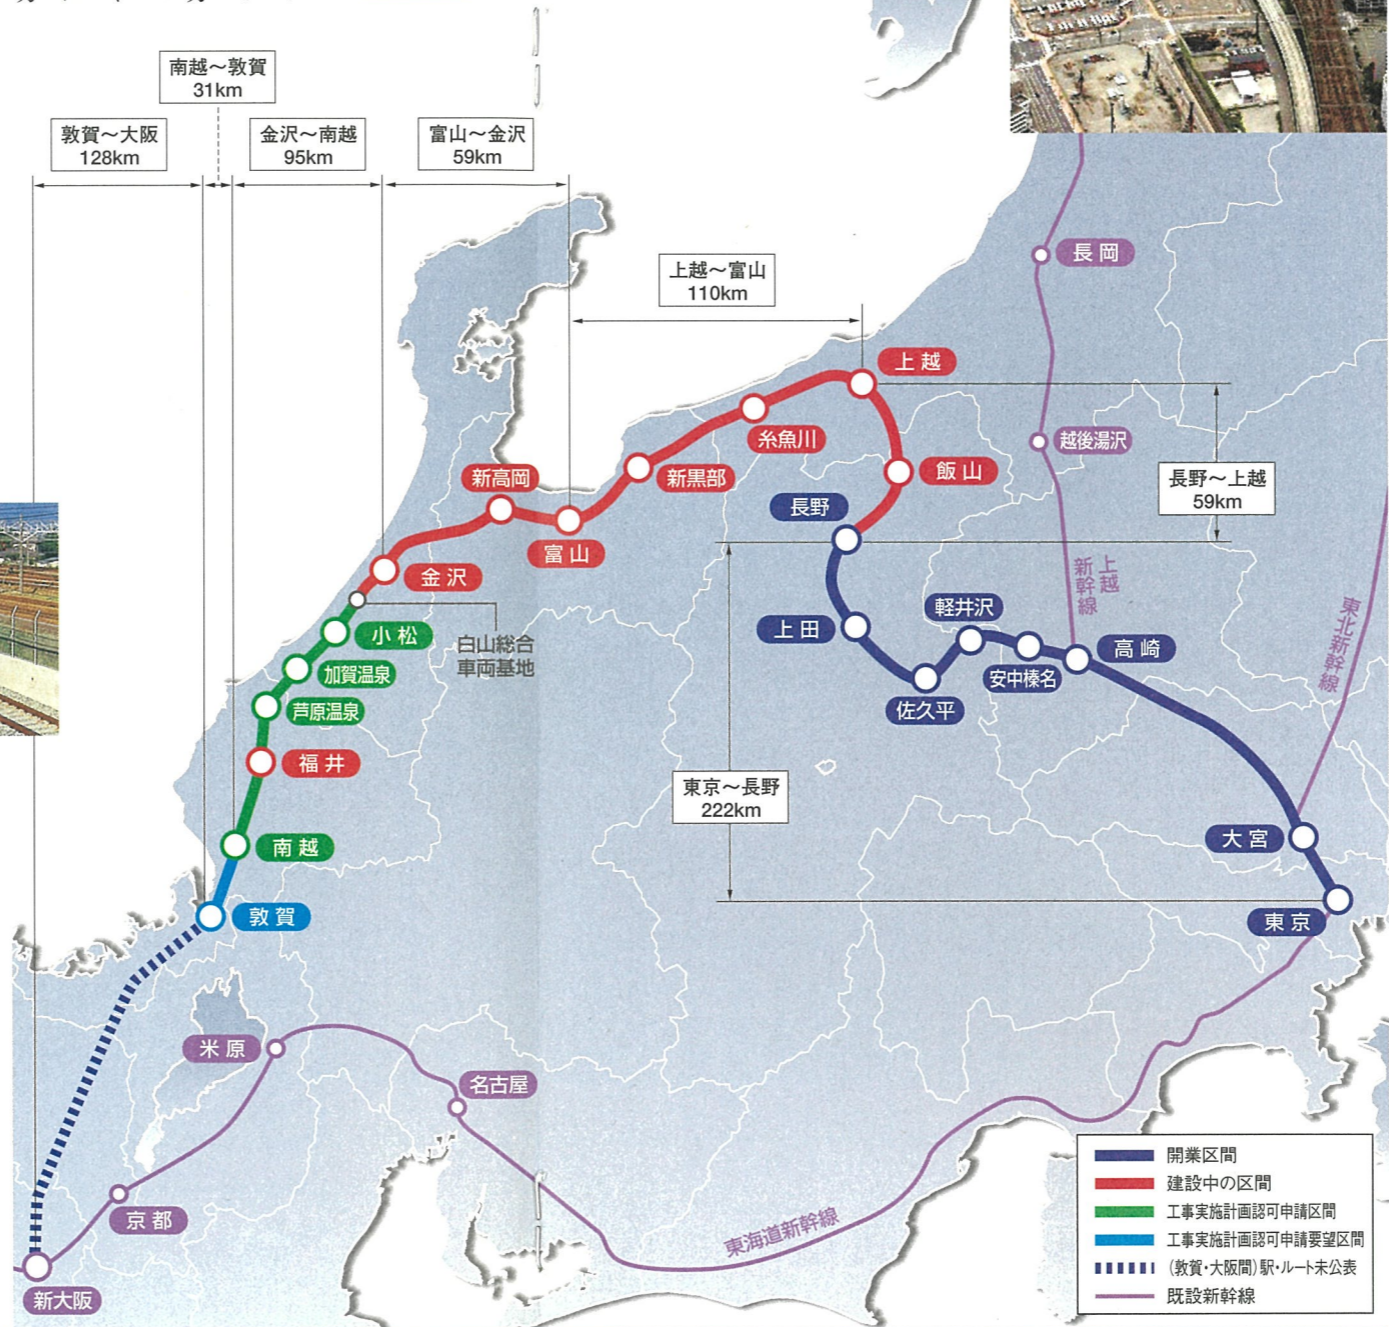 南越～敦賀
31km
敦賀～大阪
128km
金沢～南越
95km
富山～金沢
59km
上越～富山
110km
長岡
上越
糸魚川
越後湯沢
飯山
長野～上越
59km
新高岡
新黒部
長野
富山
金沢
上越
新幹線
東北新幹線
軽井沢
上田
高崎
小松
白山総合
車両基地
加賀温泉
安中榛名
芦原温泉
佐久平
福井
東京～長野
222km
南越
大宮
敦賀
東京
米原
名古屋
京都
東海道新幹線
新大阪
開業区間
建設中の区間
工事実施計画認可申請区間
工事実施計画認可申請要望区間
(敦賀・大阪間)駅・ルート未公表
既設新幹線